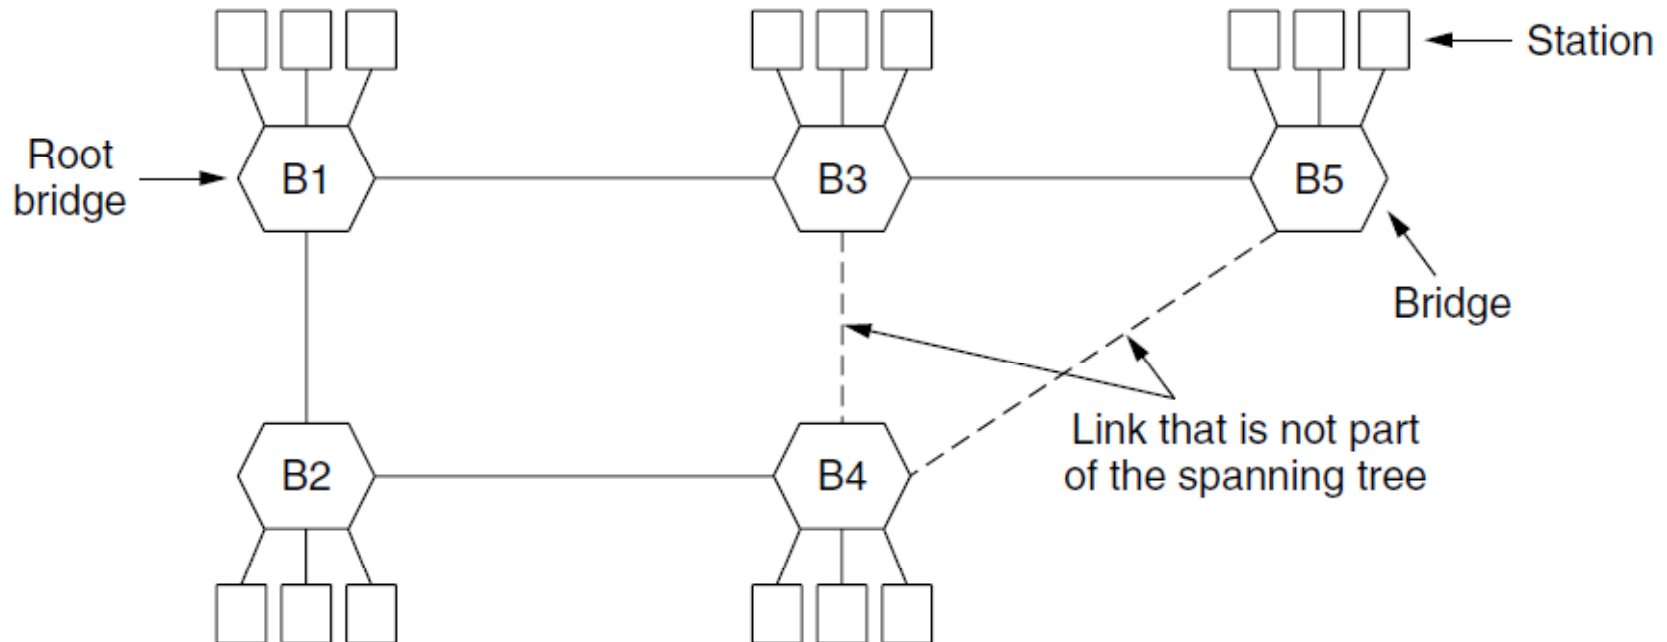 Station
Root
bridge
B1
B3
B5
Bridge
Link that is not part
of the spanning tree
B2
B4